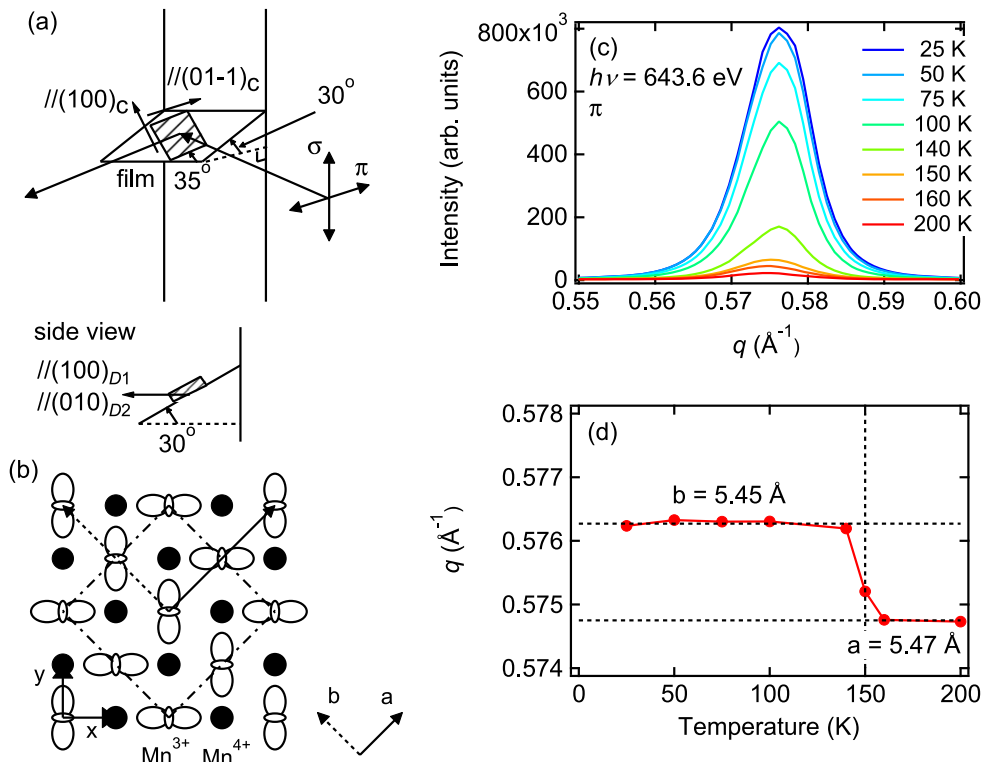 (a)
//(01-1)C
//(100)C
30°
σ
π
film
35°
side view
//(100)D1
//(010)D2
30°
(b)
y
x
Mn3+
Mn4+
b
a
(c)
800x10³
600
400
200
0
Intensity (arb. units)
hν = 643.6 eV
π
25 K
50 K
75 K
100 K
140 K
150 K
160 K
200 K
0.55
0.56
0.57
0.58
0.59
0.60
q (Å⁻¹)
(d)
0.578
0.577
0.576
0.575
0.574
q (Å⁻¹)
b = 5.45 Å
a = 5.47 Å
0
50
100
150
200
Temperature (K)